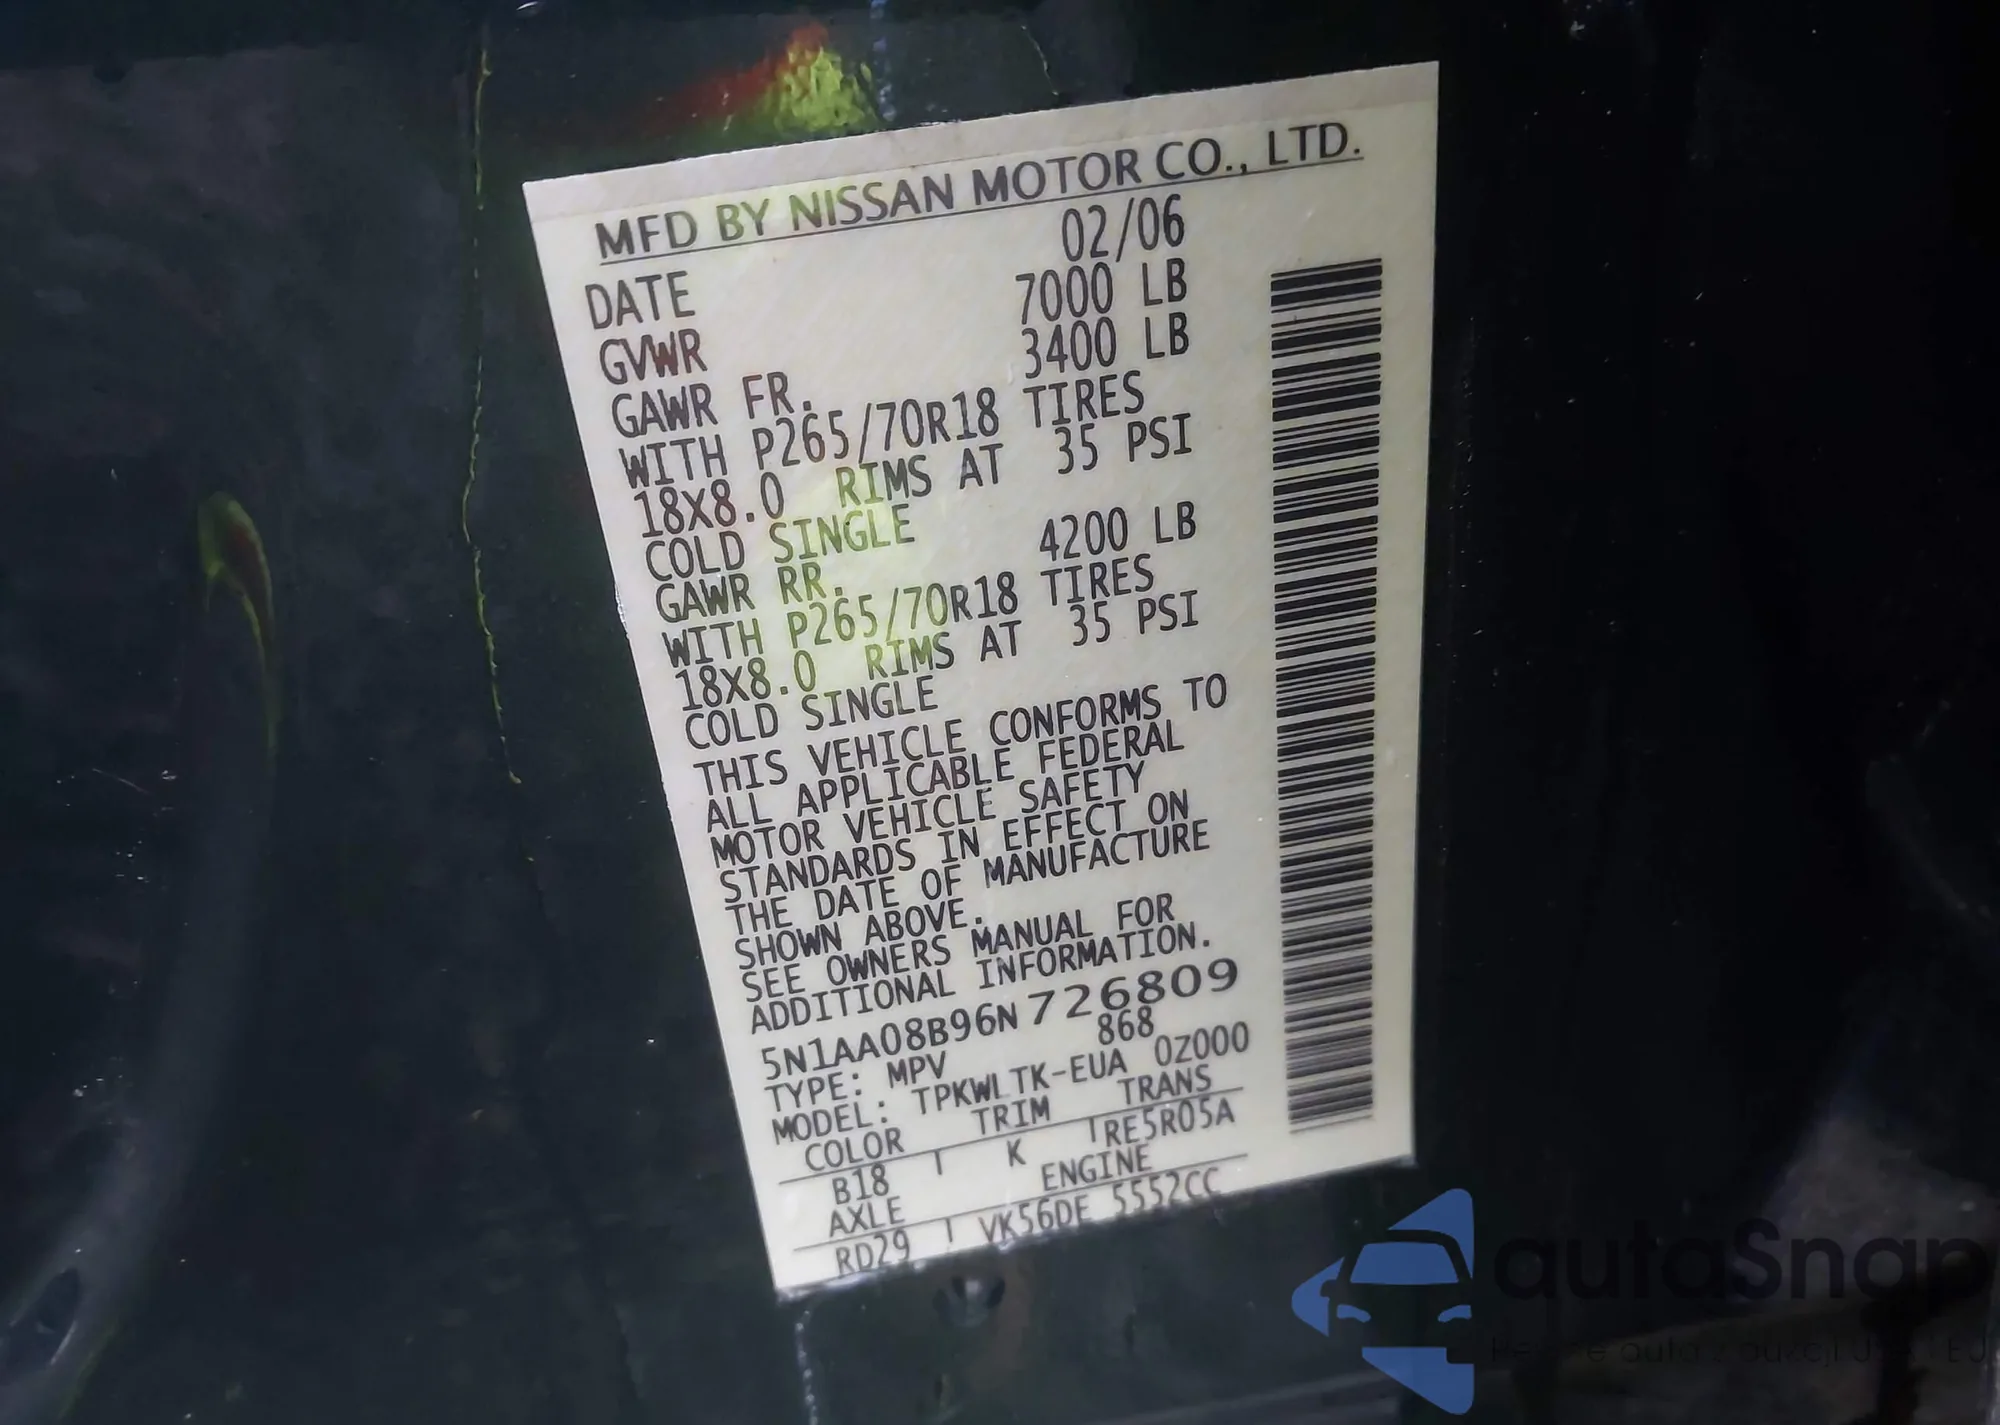 MFD BY NISSAN MOTOR CO., LTD.
DATE 02/06
GVWR 7000 LB
GAWR FR. 3400 LB
WITH P265/70R18 TIRES
18X8.0 RIMS AT 35 PSI
COLD SINGLE
GAWR RR. 4200 LB
WITH P265/70R18 TIRES
18X8.0 RIMS AT 35 PSI
COLD SINGLE
THIS VEHICLE CONFORMS TO
ALL APPLICABLE FEDERAL
MOTOR VEHICLE SAFETY
STANDARDS IN EFFECT ON
THE DATE OF MANUFACTURE
SHOWN ABOVE.
SEE OWNERS MANUAL FOR
ADDITIONAL INFORMATION.
5N1AA08B96N726809
TYPE: MPV 868
MODEL: TPKWLTK-EUA 0Z000
COLOR TRIM TRANS
B18 K RE5R05A
AXLE ENGINE
RD29 VK56DE 5552CC
autaSnap